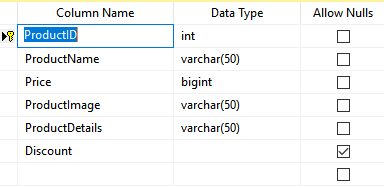 Column Name Data Type Allow Nulls
ProductID int
ProductName varchar(50)
Price bigint
ProductImage varchar(50)
ProductDetails varchar(50)
Discount